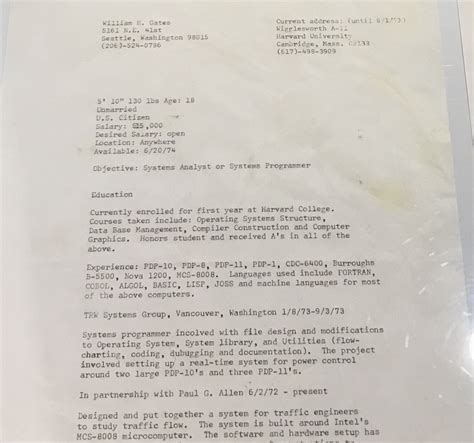 William H. Gates
5161 N.E. 41st
Seattle, Washington 98015
(206)-524-0786
Current address: (until 6/1/73)
Wigglesworth A-11
Harvard University
Cambridge, Mass. 02138
(617)-498-3909
5' 10" 130 lbs Age: 18
Unmarried
U.S. Citizen
Salary: $15,000
Desired Salary: open
Location: Anywhere
Available: 6/20/74
Objective: Systems Analyst or Systems Programmer
Education
Currently enrolled for first year at Harvard College.
Courses taken include: Operating Systems Structure,
Data Base Management, Compiler Construction and Computer
Graphics. Honors student and received A's in all of the
above.
Experience: PDP-10, PDP-8, PDP-11, PDP-1, CDC-6400, Burroughs
B-5500, Nova 1200, MCS-8008. Languages used include FORTRAN,
COBOL, ALGOL, BASIC, LISP, JOSS and machine languages for most
of the above computers.
TRW Systems Group, Vancouver, Washington 1/8/73-9/3/73
Systems programmer incolved with file design and modifications
to Operating System, System library, and Utilities (flow-
charting, coding, dubugging and documentation). The project
involved setting up a real-time system for power control
around two large PDP-10's and three PDP-11's.
In partnership with Paul G. Allen 6/2/72 - present
Designed and put together a system for traffic engineers
to study traffic flow. The system is built around Intel's
MCS-8008 microcomputer. The software and hardware setup has